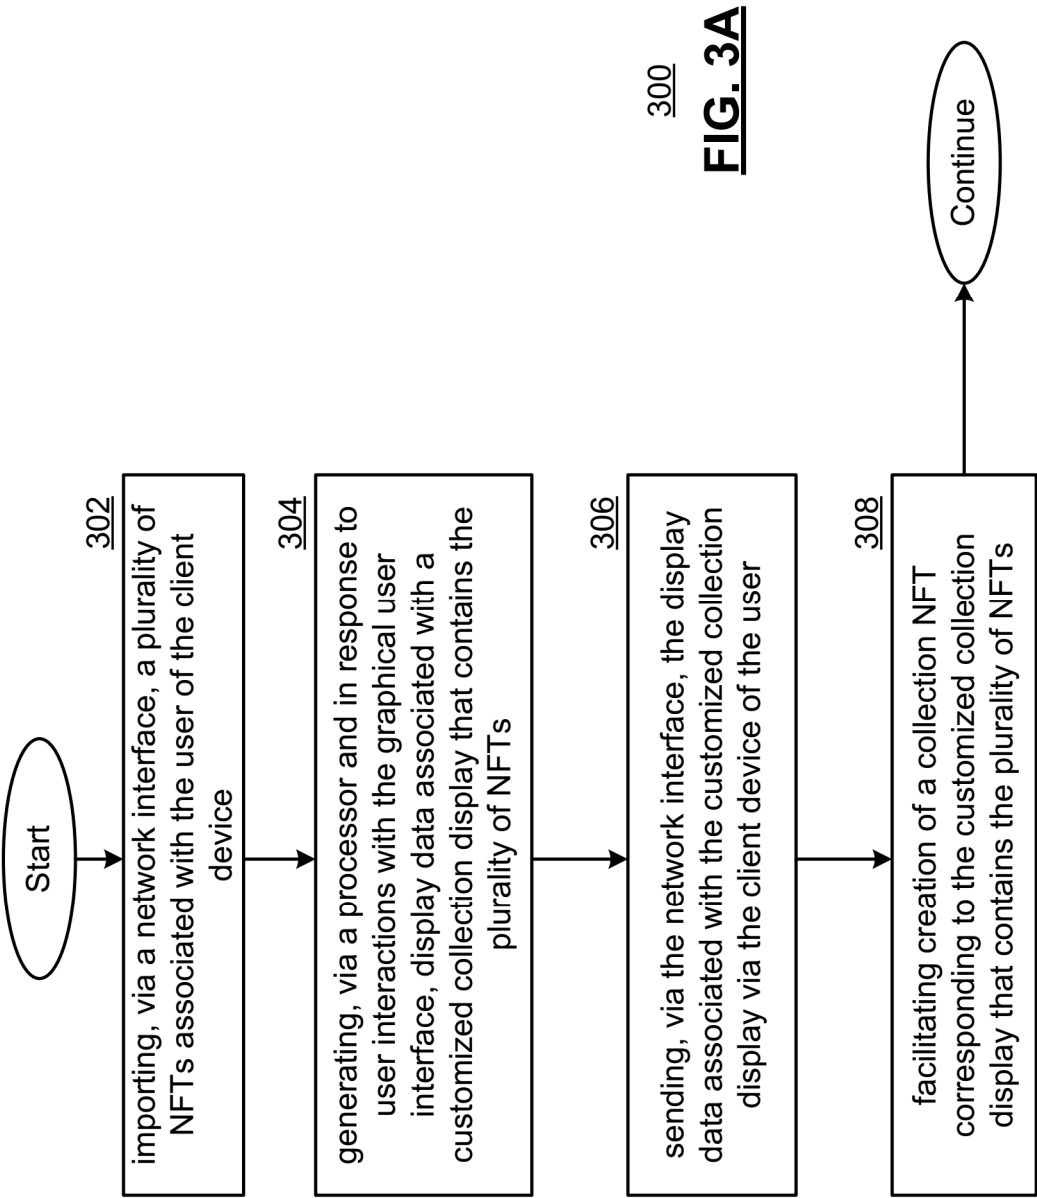 Start
302
importing, via a network interface, a plurality of
NFTs associated with the user of the client
device
304
generating, via a processor and in response to
user interactions with the graphical user
interface, display data associated with a
customized collection display that contains the
plurality of NFTs
306
sending, via the network interface, the display
data associated with the customized collection
display via the client device of the user
308
facilitating creation of a collection NFT
corresponding to the customized collection
display that contains the plurality of NFTs
Continue
300
FIG. 3A